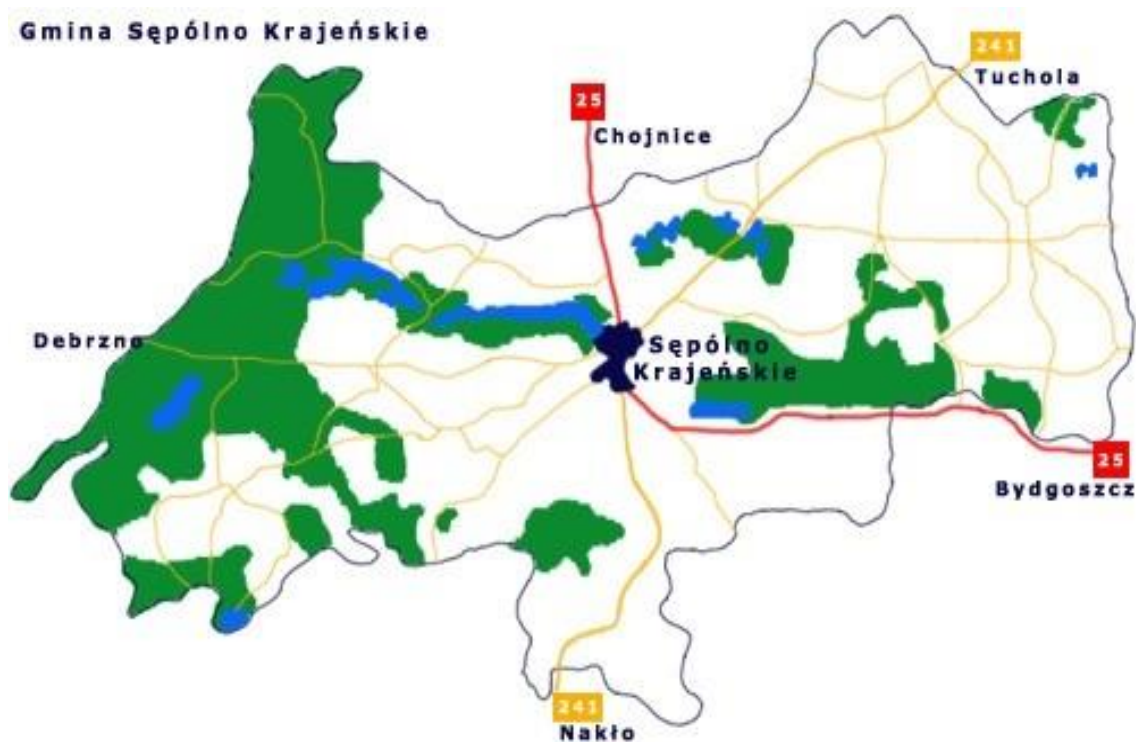 Gmina Sępólno Krajeńskie
241
Tuchola
25
Chojnice
Debrzno
Sępólno
Krajeńskie
25
Bydgoszcz
241
Nakło